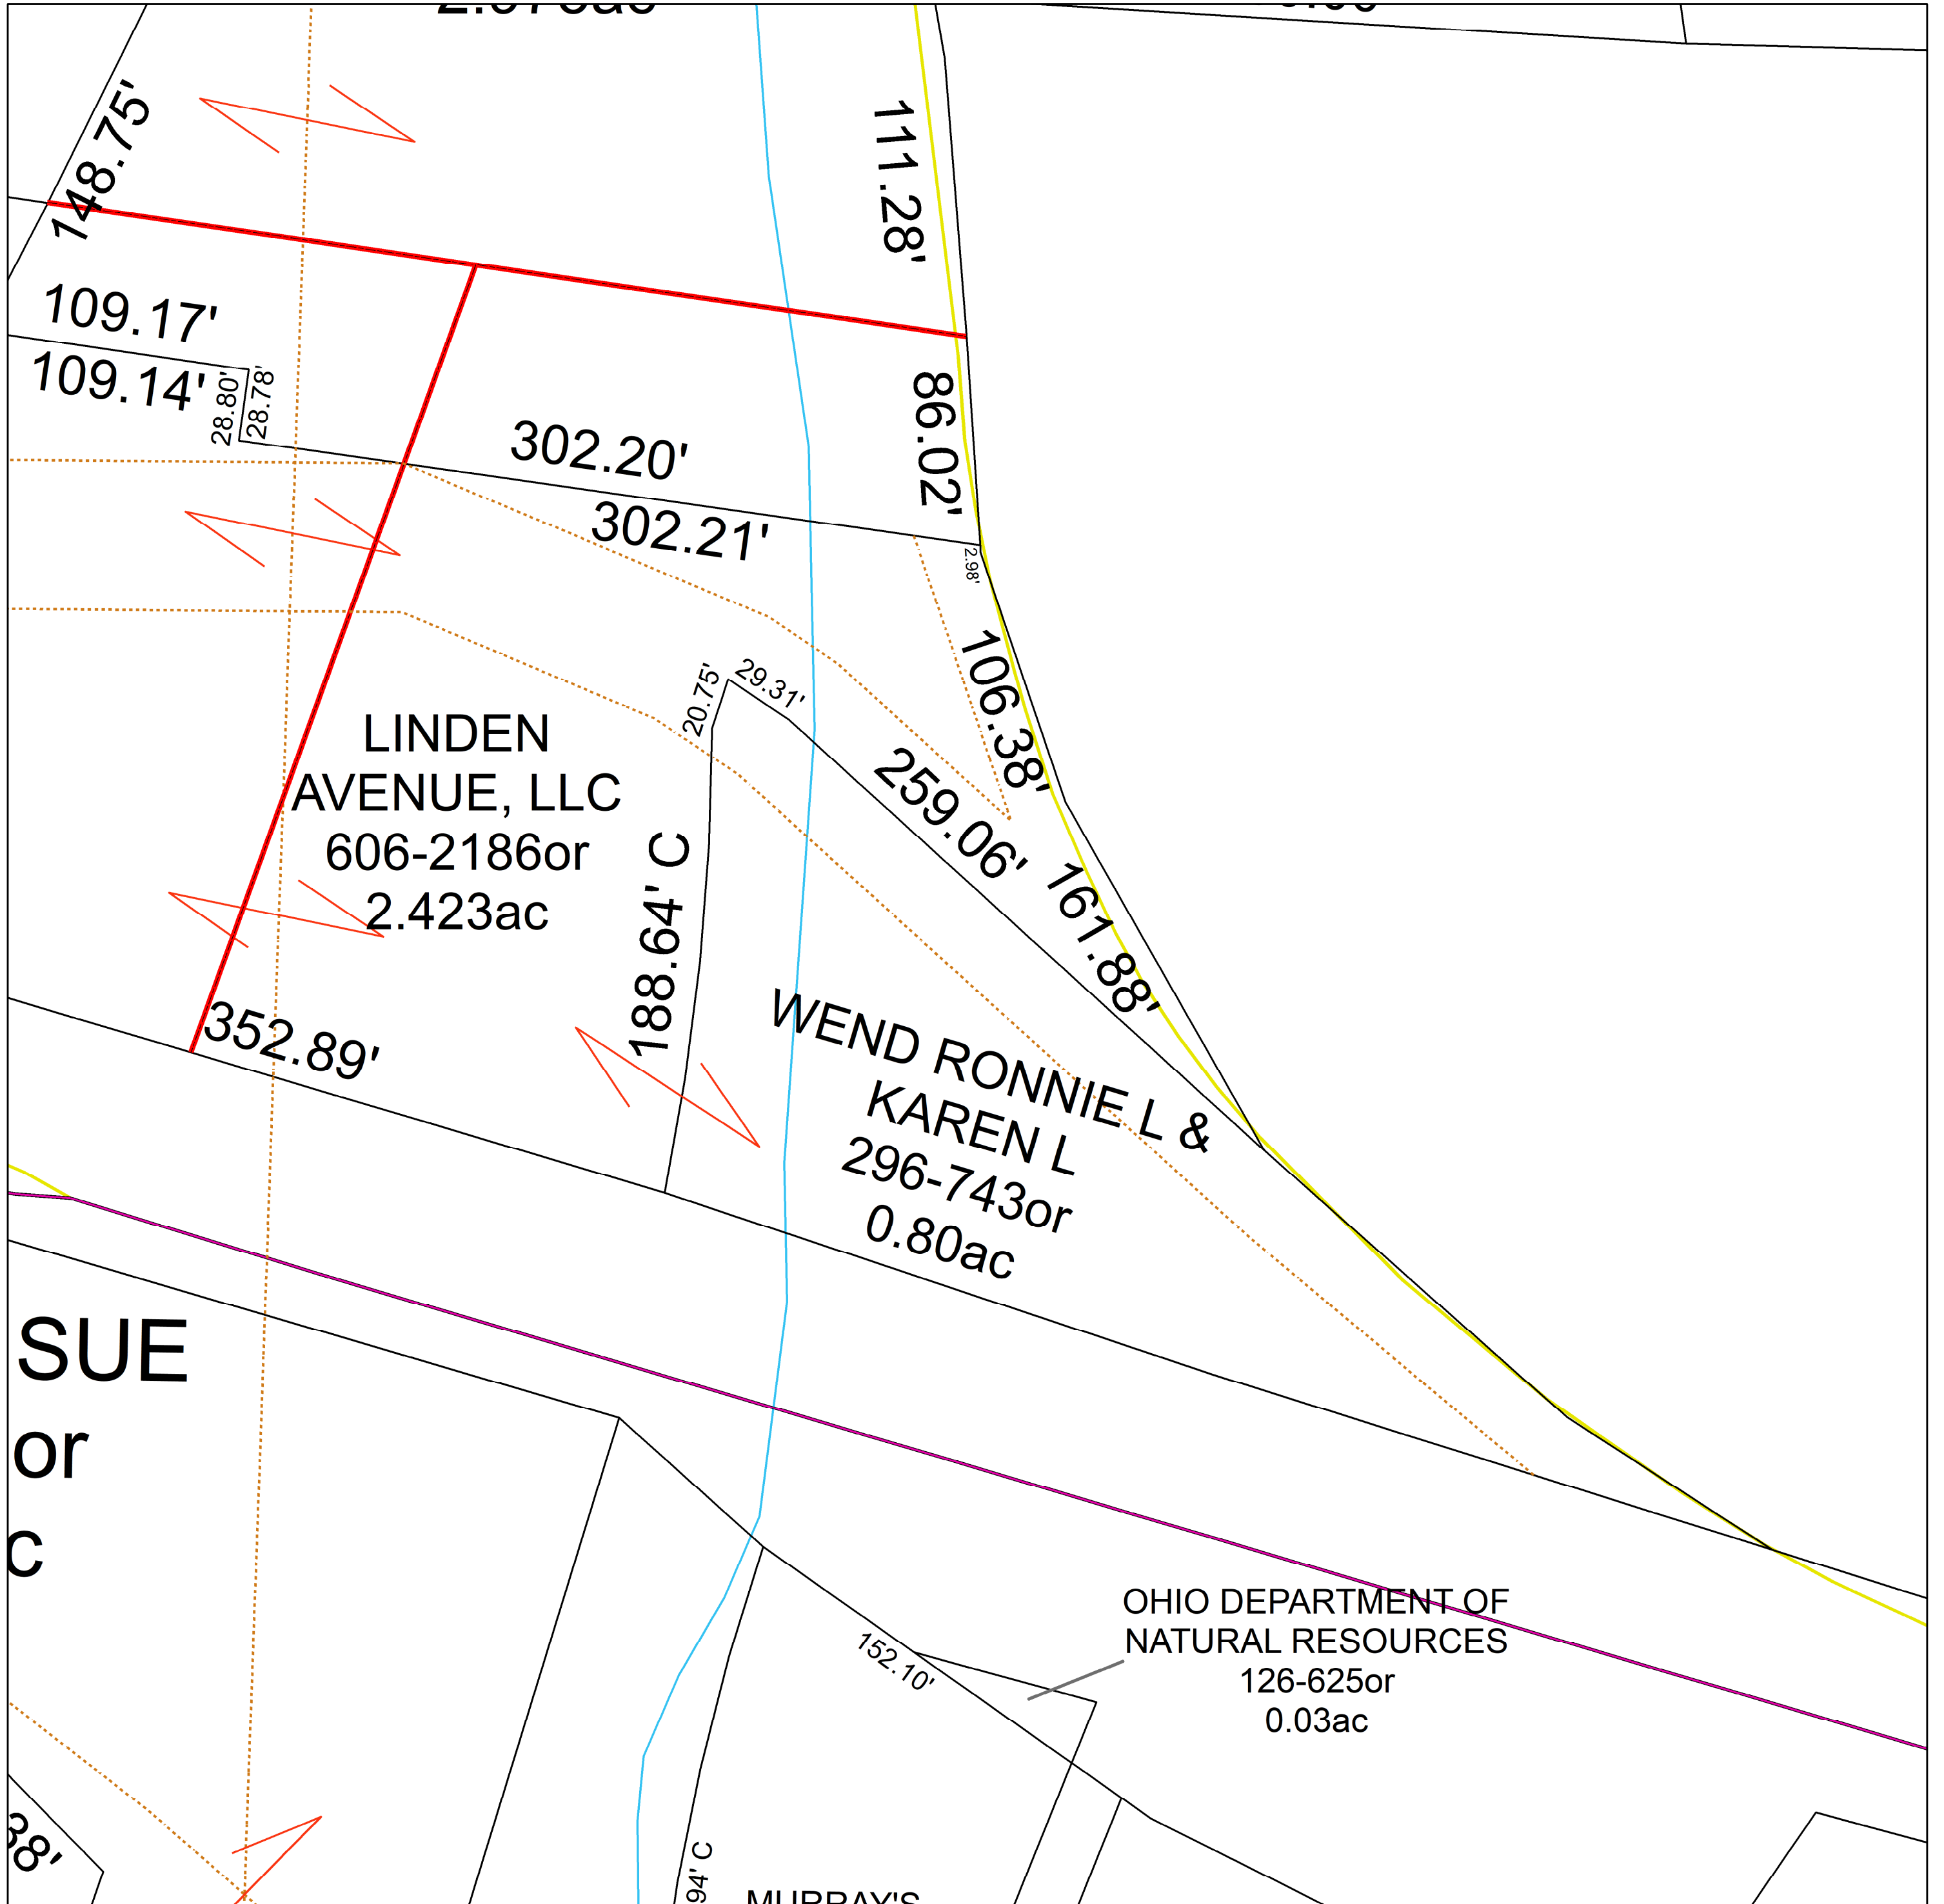 148.75'
111.28'
109.17'
109.14'
28.80'
28.78'
86.02'
302.20'
302.21'
2.98'
106.38'
20.75'
29.31'
LINDEN
AVENUE, LLC
606-2186or
2.423ac
259.06'
161.88'
188.64' C
352.89'
WEND RONNIE L &
KAREN L
296-743or
0.80ac
SUE
or
c
OHIO DEPARTMENT OF
NATURAL RESOURCES
126-625or
0.03ac
152.10'
38'
94' C
MURRAY'S